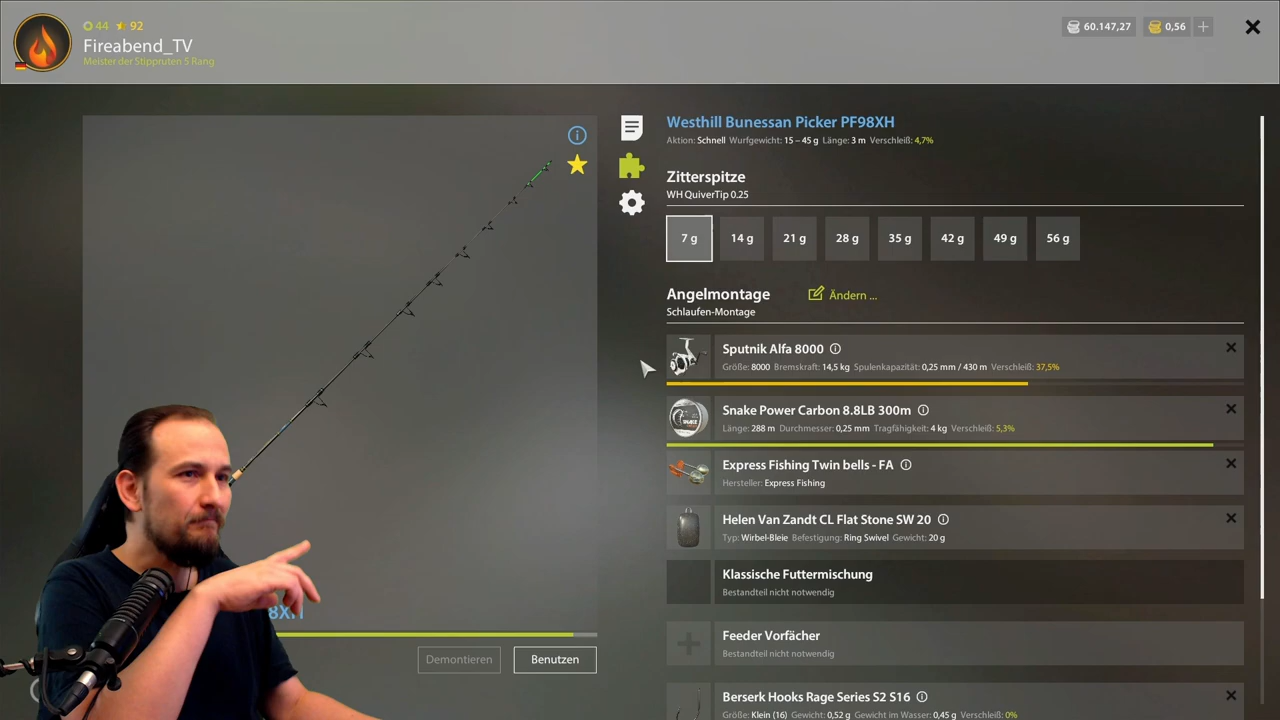 44 92
Fireabend_TV
Meister der Stippruten 5 Rang
60.147,27
0,56 +
Westhill Bunessan Picker PF98XH
Aktion: Schnell Wurfgewicht: 15 – 45 g Länge: 3 m Verschleiß: 4,7%
Zitterspitze
WH QuiverTip 0.25
7 g 14 g 21 g 28 g 35 g 42 g 49 g 56 g
Angelmontage Ändern ...
Schlaufen-Montage
Sputnik Alfa 8000
Größe: 8000 Bremskraft: 14,5 kg Spulenkapazität: 0,25 mm / 430 m Verschleiß: 37,5%
Snake Power Carbon 8.8LB 300m
Länge: 288 m Durchmesser: 0,25 mm Tragfähigkeit: 4 kg Verschleiß: 5,3%
Express Fishing Twin bells - FA
Hersteller: Express Fishing
Helen Van Zandt CL Flat Stone SW 20
Typ: Wirbel-Bleie Befestigung: Ring Swivel Gewicht: 20 g
Klassische Futtermischung
Bestandteil nicht notwendig
Feeder Vorfächer
Bestandteil nicht notwendig
Berserk Hooks Rage Series S2 S16
Größe: Klein (16) Gewicht: 0,52 g Gewicht im Wasser: 0,45 g Verschleiß: 0%
8XH
Demontieren Benutzen